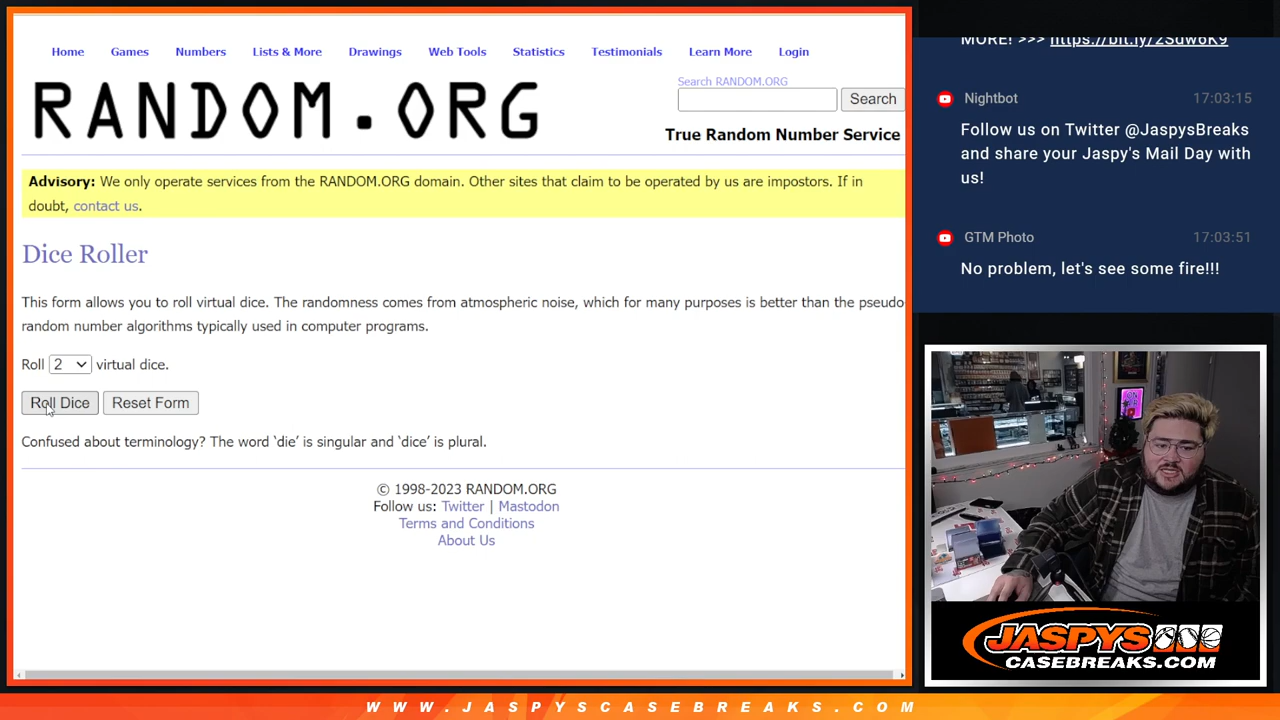 Home Games Numbers Lists & More Drawings Web Tools Statistics Testimonials Learn More Login
RANDOM.ORG
Search RANDOM.ORG
Search
True Random Number Service
Advisory: We only operate services from the RANDOM.ORG domain. Other sites that claim to be operated by us are impostors. If in
doubt, contact us.
Dice Roller
This form allows you to roll virtual dice. The randomness comes from atmospheric noise, which for many purposes is better than the pseudo-
random number algorithms typically used in computer programs.
Roll 2 virtual dice.
Roll Dice Reset Form
Confused about terminology? The word ‘die’ is singular and ‘dice’ is plural.
© 1998-2023 RANDOM.ORG
Follow us: Twitter | Mastodon
Terms and Conditions
About Us
MORE! >>> https://bit.ly/2Sdw6K9
Nightbot 17:03:15
Follow us on Twitter @JaspysBreaks
and share your Jaspy's Mail Day with
us!
GTM Photo 17:03:51
No problem, let's see some fire!!!
JASPYS
CASEBREAKS.COM
WWW.JASPYSCASEBREAKS.COM